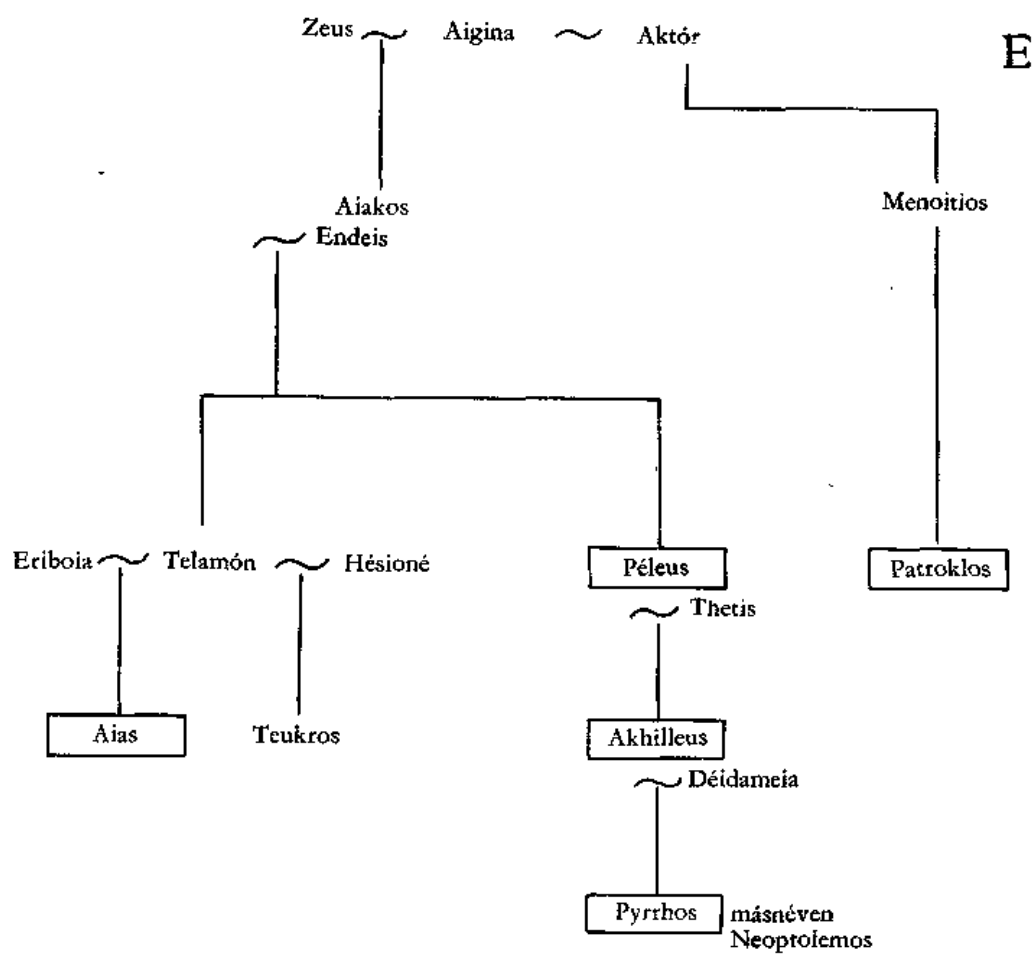 Zeus ~ Aigina ~ Aktór
E
Aiakos
~ Endeis
Menoitios
Eriboia ~ Telamón ~ Hésioné
Péleus
Patroklos
~ Thetis
Aias
Teukros
Akhilleus
~ Déidameia
Pyrrhos
másnéven
Neoptolemos